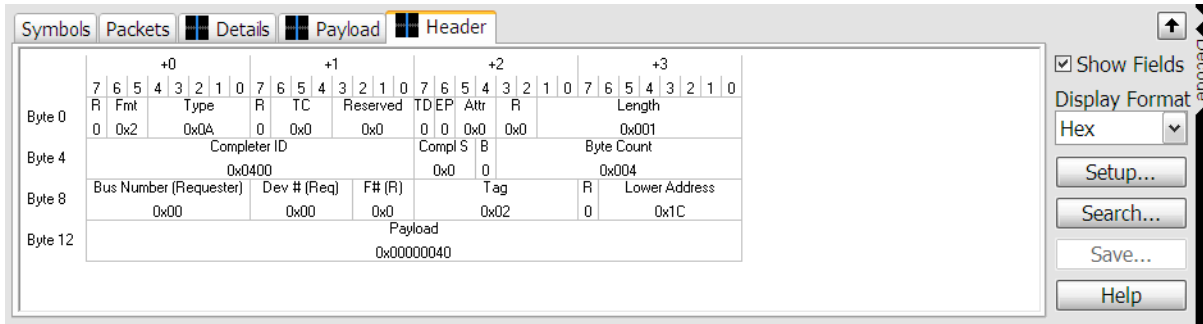 Symbols Packets Details Payload Header
+0 +1 +2 +3
7 6 5 4 3 2 1 0 7 6 5 4 3 2 1 0 7 6 5 4 3 2 1 0 7 6 5 4 3 2 1 0
Byte 0
R Fmt Type R TC Reserved TD EP Attr R Length
0 0x2 0x0A 0 0x0 0x0 0 0 0x0 0x0 0x001
Byte 4
Completer ID Compl S B Byte Count
0x0400 0x0 0 0x004
Byte 8
Bus Number (Requester) Dev # (Req) F# (R) Tag R Lower Address
0x00 0x00 0x0 0x02 0 0x1C
Byte 12
Payload
0x00000040
Show Fields
Display Format
Hex
Setup...
Search...
Save...
Help
Decode